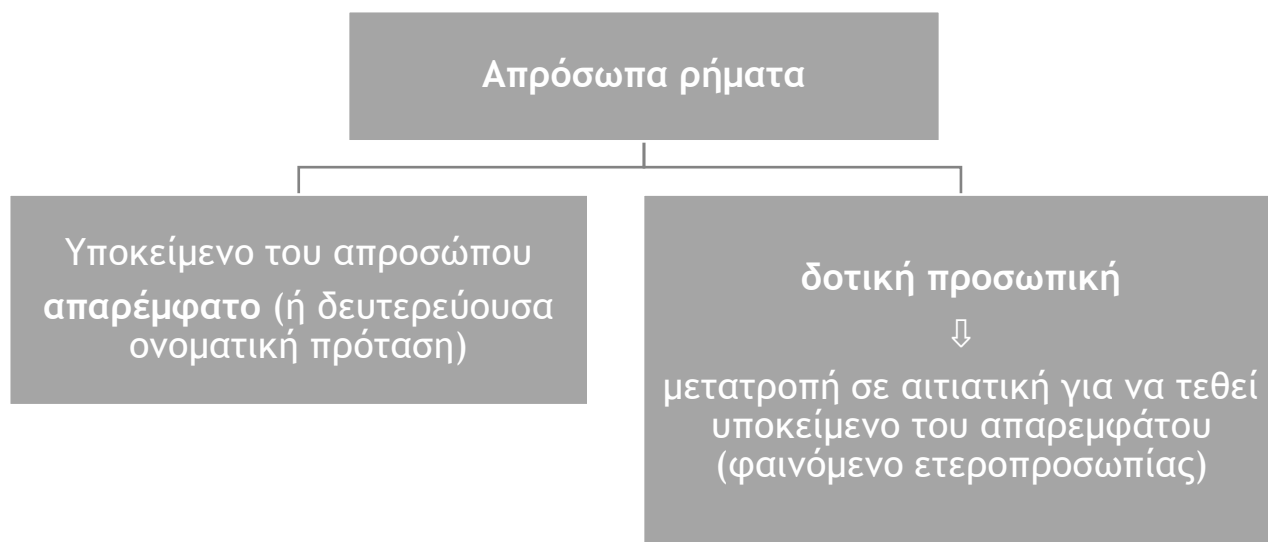 Απρόσωπα ρήματα
Υποκείμενο του απροσώπου
απαρέμφατο (ή δευτερεύουσα
ονοματική πρόταση)
δοτική προσωπική
⇩
μετατροπή σε αιτιατική για να τεθεί
υποκείμενο του απαρεμφάτου
(φαινόμενο ετεροπροσωπίας)